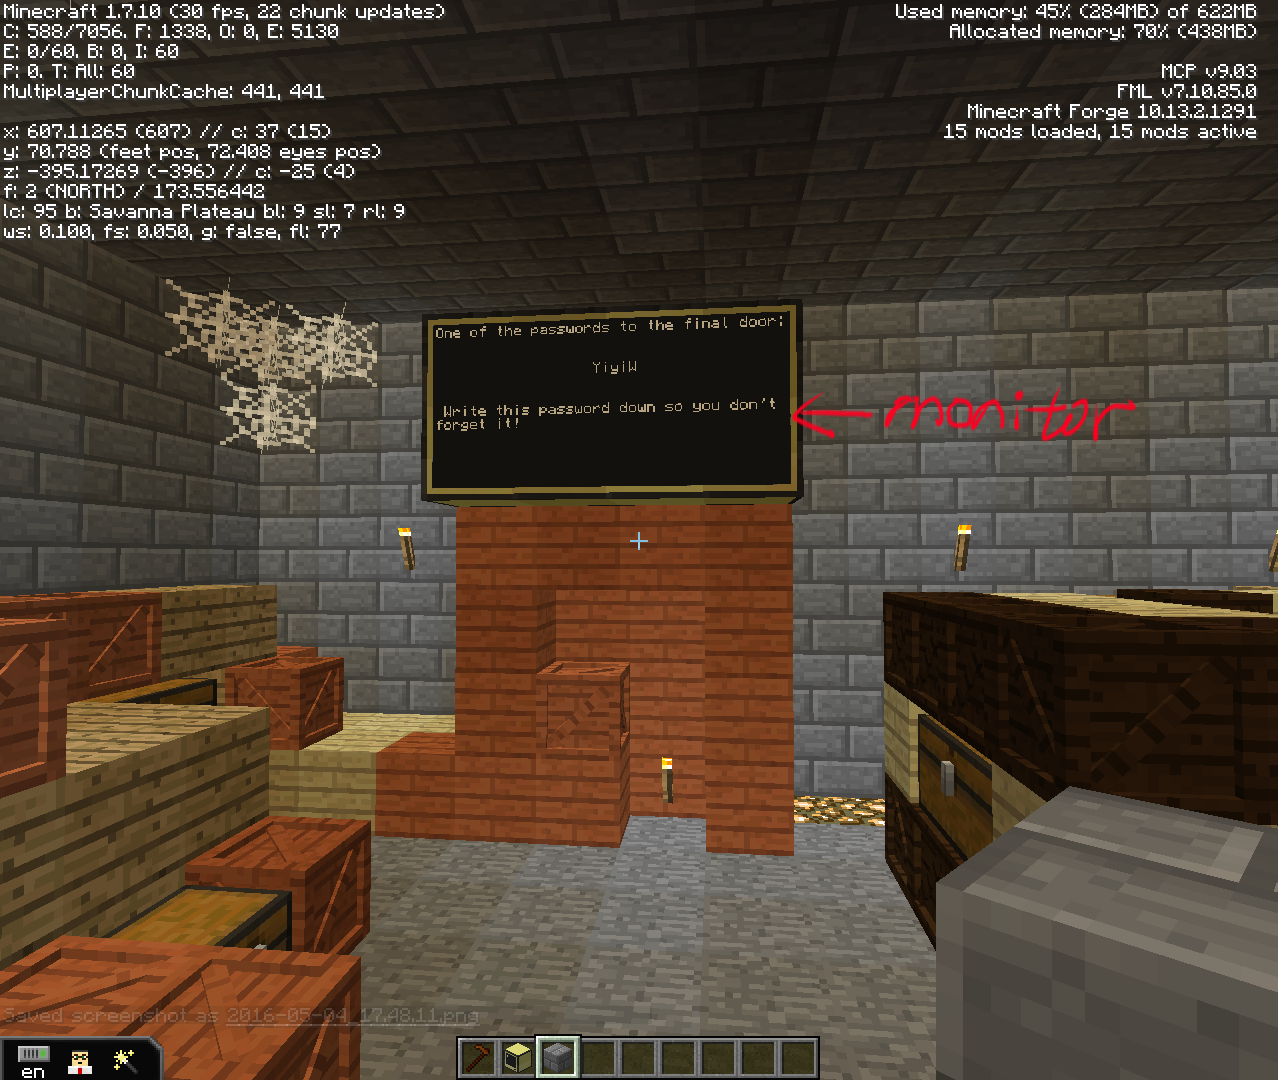 Minecraft 1.7.10 (30 fps, 22 chunk updates)
C: 588/7056. F: 1338, O: 0, E: 5130
E: 0/60. B: 0, I: 60
P: 0. T: All: 60
MultiplayerChunkCache: 441, 441
x: 607.11265 (607) // c: 37 (15)
y: 70.788 (feet pos, 72.408 eyes pos)
z: -395.17269 (-396) // c: -25 (4)
f: 2 (NORTH) / 173.556442
lc: 95 b: Savanna Plateau bl: 9 sl: 7 rl: 9
ws: 0.100, fs: 0.050, g: false, fl: 77
Used memory: 45% (284MB) of 622MB
Allocated memory: 70% (438MB)
MCP v9.03
FML v7.10.85.0
Minecraft Forge 10.13.2.1291
15 mods loaded, 15 mods active
One of the passwords to the final door:
YiyiW
Write this password down so you don't
forget it!
monitor
Saved screenshot as 2016-05-04_17.48.11.png
en